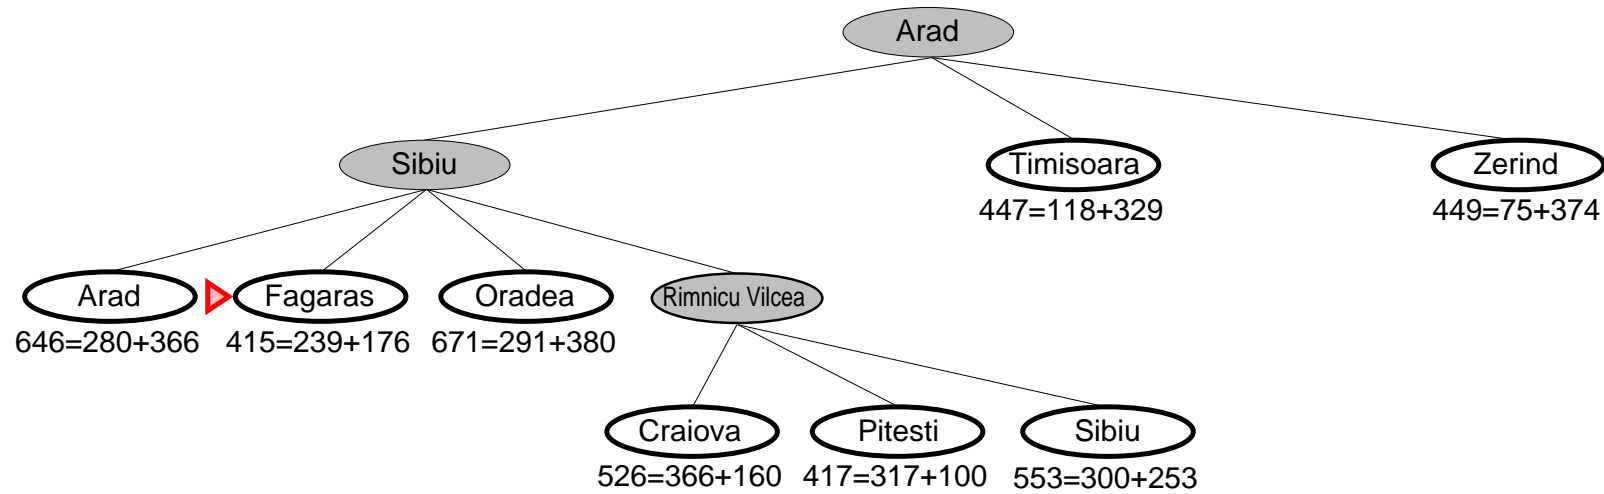 Arad
Sibiu
Timisoara
Zerind
447=118+329
449=75+374
Arad
Fagaras
Oradea
Rimnicu Vilcea
646=280+366
415=239+176
671=291+380
Craiova
Pitesti
Sibiu
526=366+160
417=317+100
553=300+253